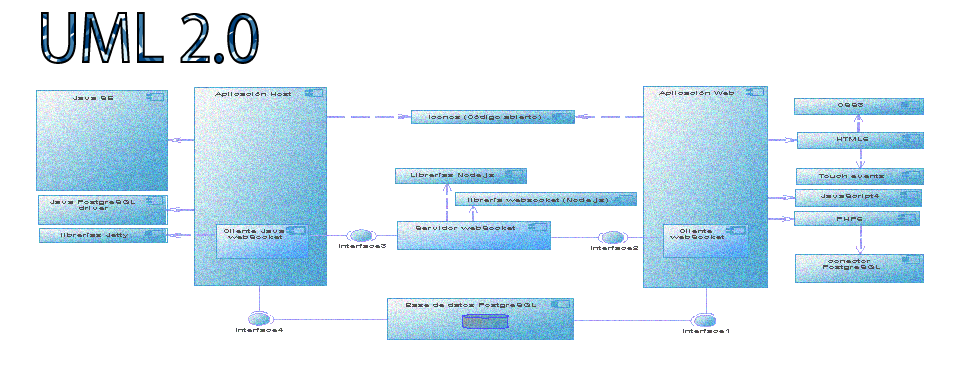 UML 2.0
Java SE
Aplicación Host
Aplicación Web
CSS3
Iconos (Código abierto)
HTML5
Librerías Node.js
Touch events
librería websocket (Node.js)
JavaScript4
Java PostgreSQL
driver
PHP5
Servidor webSocket
Cliente Java
webSocket
Cliente
webSocket
librerías Jetty
Interface3
Interface2
conector
PostgreSQL
Base de datos PostgreSQL
Interface4
Interface1